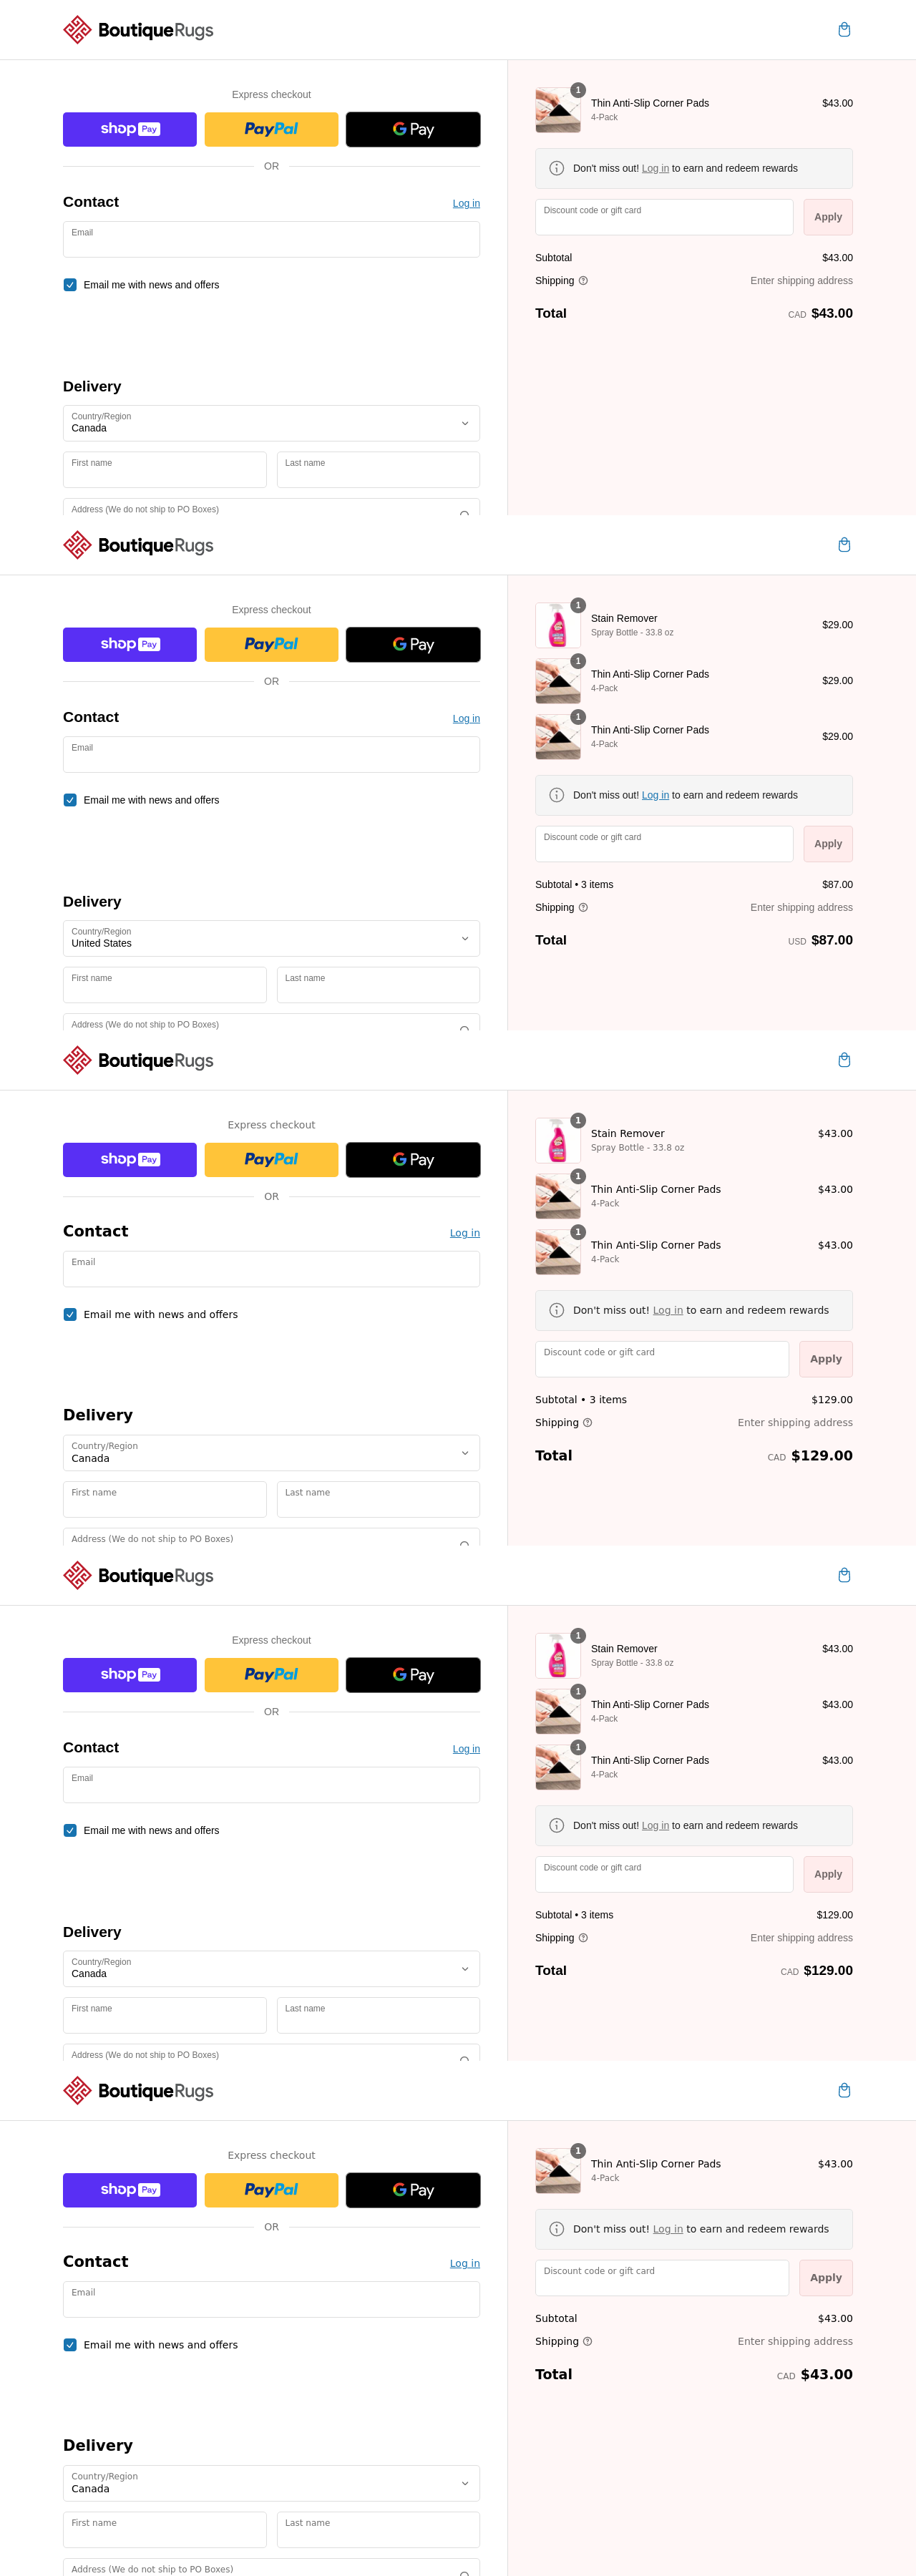 BoutiqueRugs
Express checkout
shop Pay
PayPal
G Pay
OR
Contact
Log in
Email
Email me with news and offers
Delivery
Country/Region
Canada
First name
Last name
Address (We do not ship to PO Boxes)
1
Thin Anti-Slip Corner Pads
4-Pack
$43.00
Don't miss out! Log in to earn and redeem rewards
Discount code or gift card
Apply
Subtotal
$43.00
Shipping
Enter shipping address
Total
CAD $43.00
BoutiqueRugs
Express checkout
shop Pay
PayPal
G Pay
OR
Contact
Log in
Email
Email me with news and offers
Delivery
Country/Region
United States
First name
Last name
Address (We do not ship to PO Boxes)
1
Stain Remover
Spray Bottle - 33.8 oz
$29.00
1
Thin Anti-Slip Corner Pads
4-Pack
$29.00
1
Thin Anti-Slip Corner Pads
4-Pack
$29.00
Don't miss out! Log in to earn and redeem rewards
Discount code or gift card
Apply
Subtotal • 3 items
$87.00
Shipping
Enter shipping address
Total
USD $87.00
BoutiqueRugs
Express checkout
shop Pay
PayPal
G Pay
OR
Contact
Log in
Email
Email me with news and offers
Delivery
Country/Region
Canada
First name
Last name
Address (We do not ship to PO Boxes)
1
Stain Remover
Spray Bottle - 33.8 oz
$43.00
1
Thin Anti-Slip Corner Pads
4-Pack
$43.00
1
Thin Anti-Slip Corner Pads
4-Pack
$43.00
Don't miss out! Log in to earn and redeem rewards
Discount code or gift card
Apply
Subtotal • 3 items
$129.00
Shipping
Enter shipping address
Total
CAD $129.00
BoutiqueRugs
Express checkout
shop Pay
PayPal
G Pay
OR
Contact
Log in
Email
Email me with news and offers
Delivery
Country/Region
Canada
First name
Last name
Address (We do not ship to PO Boxes)
1
Stain Remover
Spray Bottle - 33.8 oz
$43.00
1
Thin Anti-Slip Corner Pads
4-Pack
$43.00
1
Thin Anti-Slip Corner Pads
4-Pack
$43.00
Don't miss out! Log in to earn and redeem rewards
Discount code or gift card
Apply
Subtotal • 3 items
$129.00
Shipping
Enter shipping address
Total
CAD $129.00
BoutiqueRugs
Express checkout
shop Pay
PayPal
G Pay
OR
Contact
Log in
Email
Email me with news and offers
Delivery
Country/Region
Canada
First name
Last name
Address (We do not ship to PO Boxes)
1
Thin Anti-Slip Corner Pads
4-Pack
$43.00
Don't miss out! Log in to earn and redeem rewards
Discount code or gift card
Apply
Subtotal
$43.00
Shipping
Enter shipping address
Total
CAD $43.00